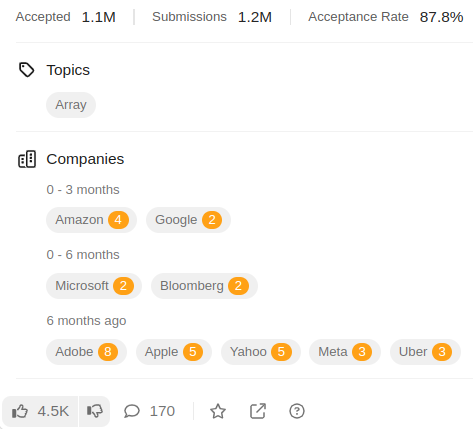 Accepted 1.1M Submissions 1.2M Acceptance Rate 87.8%
Topics
Array
Companies
0 - 3 months
Amazon 4 Google 2
0 - 6 months
Microsoft 2 Bloomberg 2
6 months ago
Adobe 8 Apple 5 Yahoo 5 Meta 3 Uber 3
4.5K 170